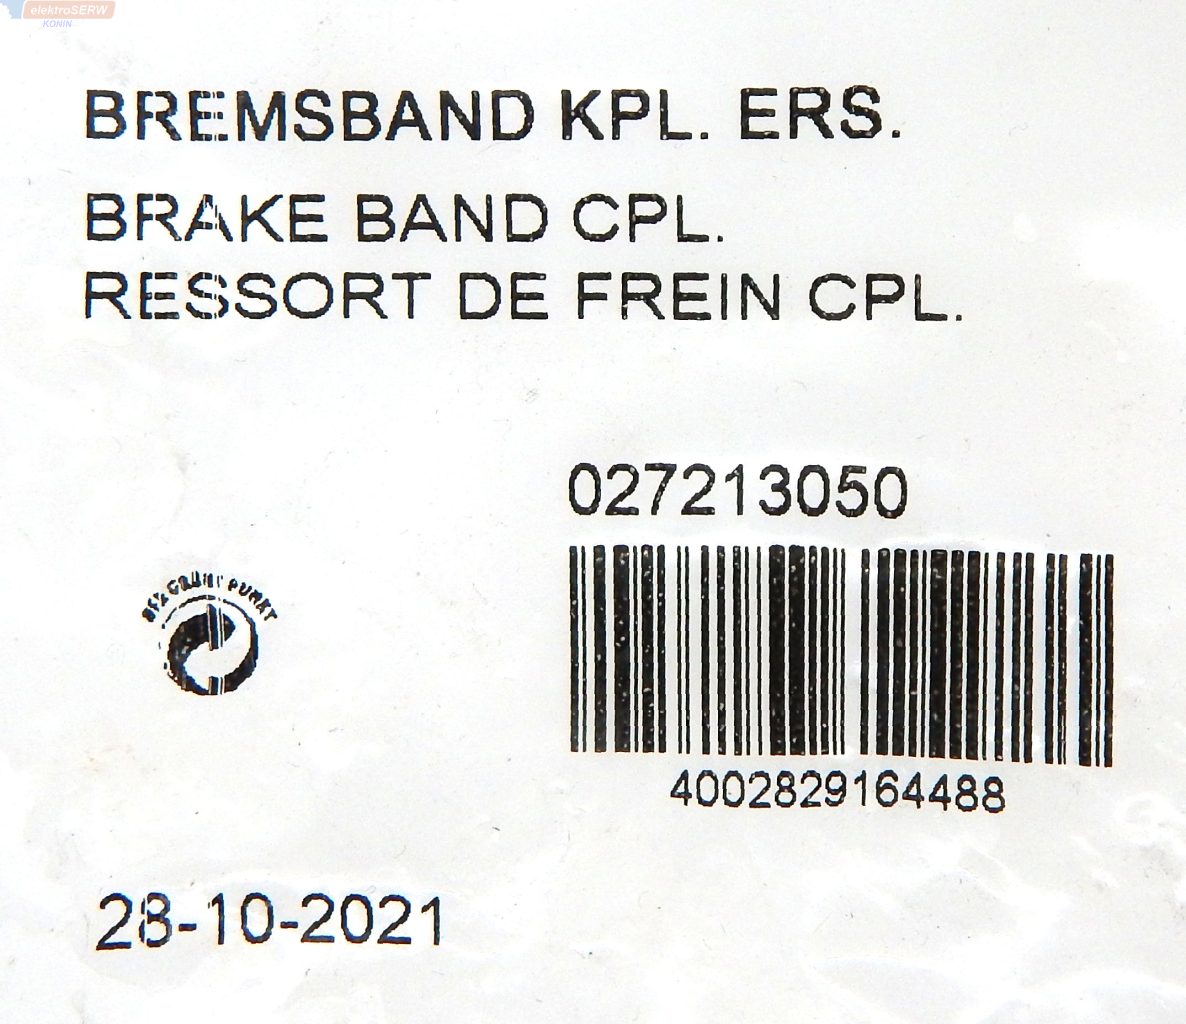 elektroSERW
KONIN
BREMSBAND KPL. ERS.
BRAKE BAND CPL.
RESSORT DE FREIN CPL.
027213050
4002829164488
28-10-2021